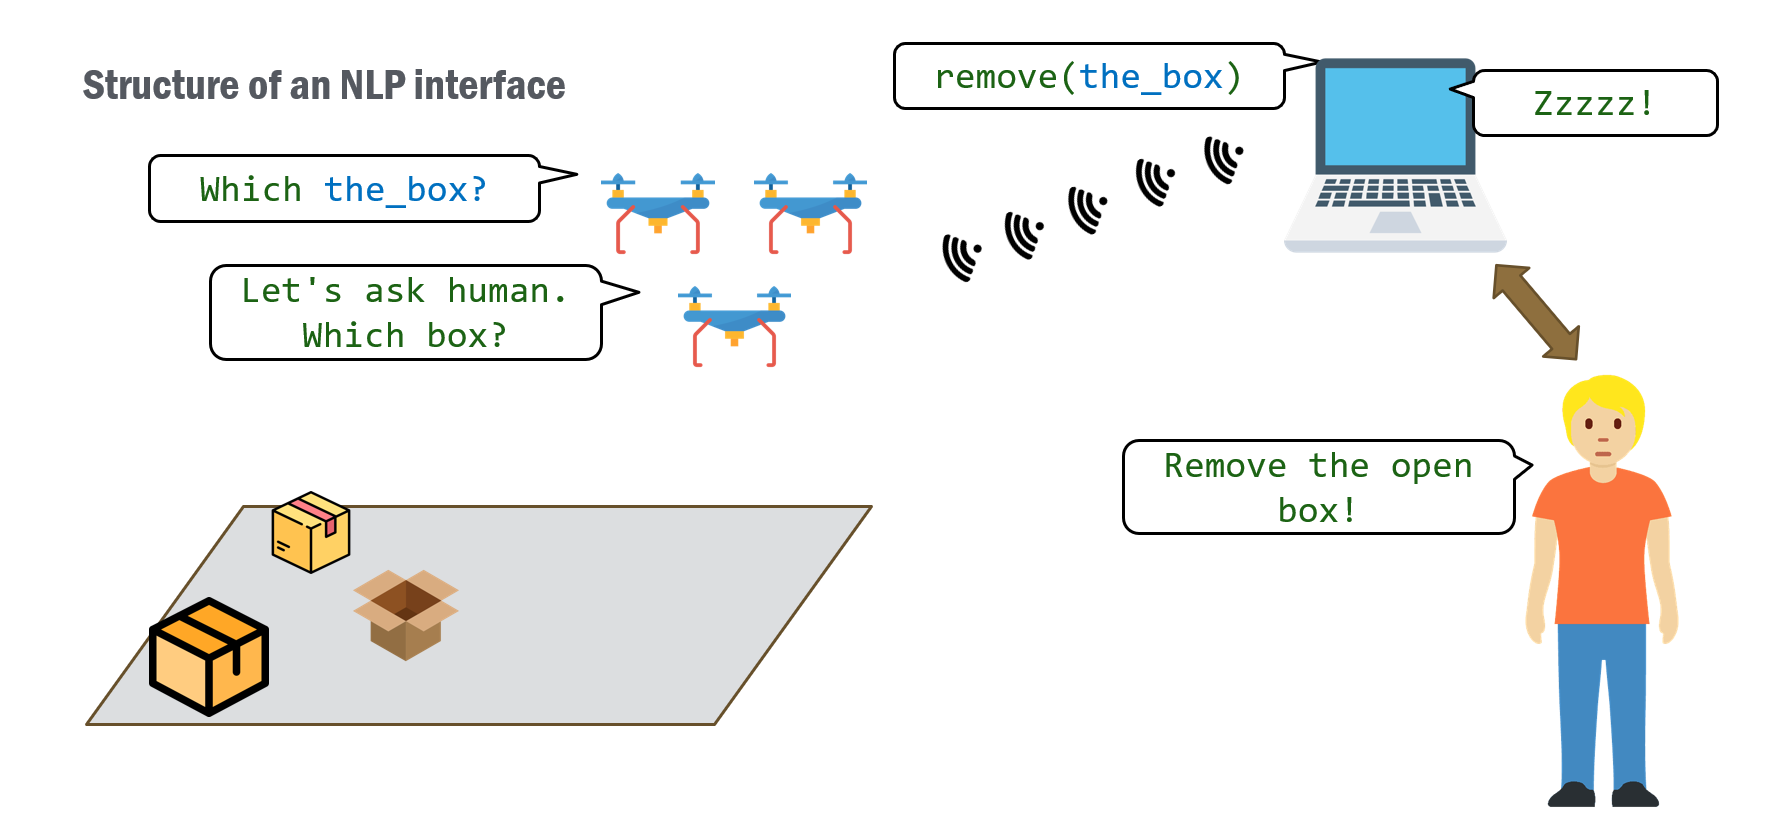 Structure of an NLP interface
remove(the_box)
Zzzzz!
Which the_box?
Let's ask human.
Which box?
Remove the open
box!